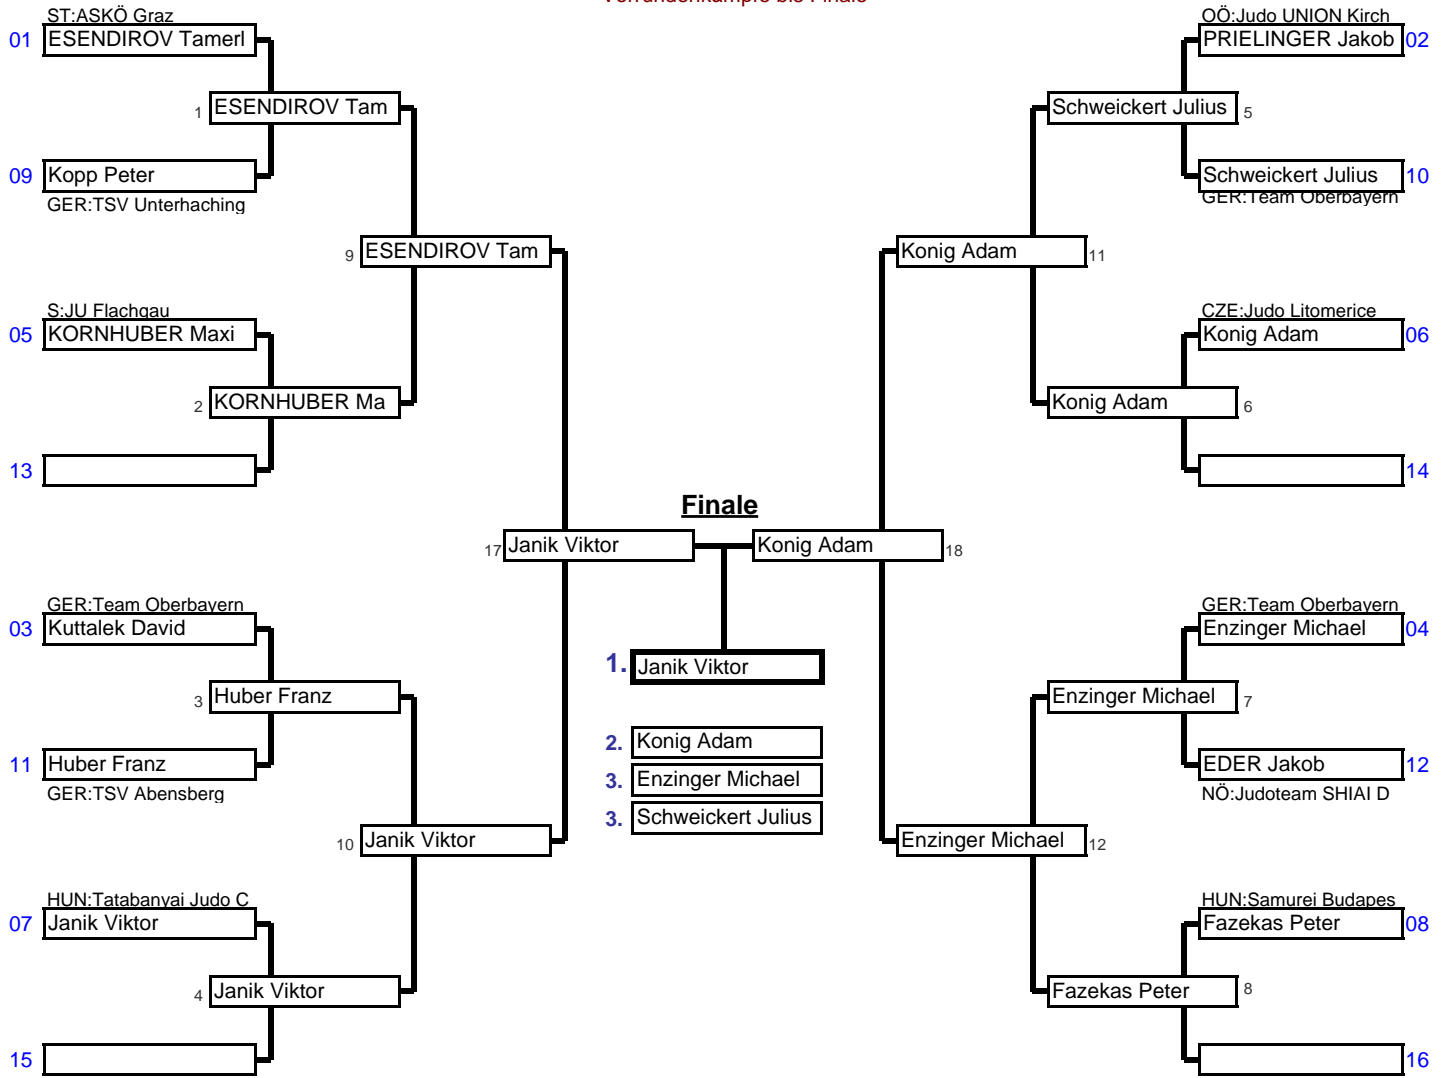 Vorrundenkämpfe bis Finale
ST:ASKÖ Graz
01 ESENDIROV Tamerl
1 ESENDIROV Tam
09 Kopp Peter
GER:TSV Unterhaching
9 ESENDIROV Tam
S:JU Flachgau
05 KORNHUBER Maxi
2 KORNHUBER Ma
13
17 Janik Viktor
GER:Team Oberbayern
03 Kuttalek David
3 Huber Franz
11 Huber Franz
GER:TSV Abensberg
10 Janik Viktor
HUN:Tatabanyai Judo C
07 Janik Viktor
4 Janik Viktor
15
Finale
1. Janik Viktor
2. Konig Adam
3. Enzinger Michael
3. Schweickert Julius
OÖ:Judo UNION Kirch
PRIELINGER Jakob 02
Schweickert Julius 5
Schweickert Julius 10
GER:Team Oberbayern
Konig Adam 11
CZE:Judo Litomerice
Konig Adam 06
Konig Adam 6
14
Konig Adam 18
GER:Team Oberbayern
Enzinger Michael 04
Enzinger Michael 7
EDER Jakob 12
NÖ:Judoteam SHIAI D
Enzinger Michael 12
HUN:Samurei Budapes
Fazekas Peter 08
Fazekas Peter 8
16